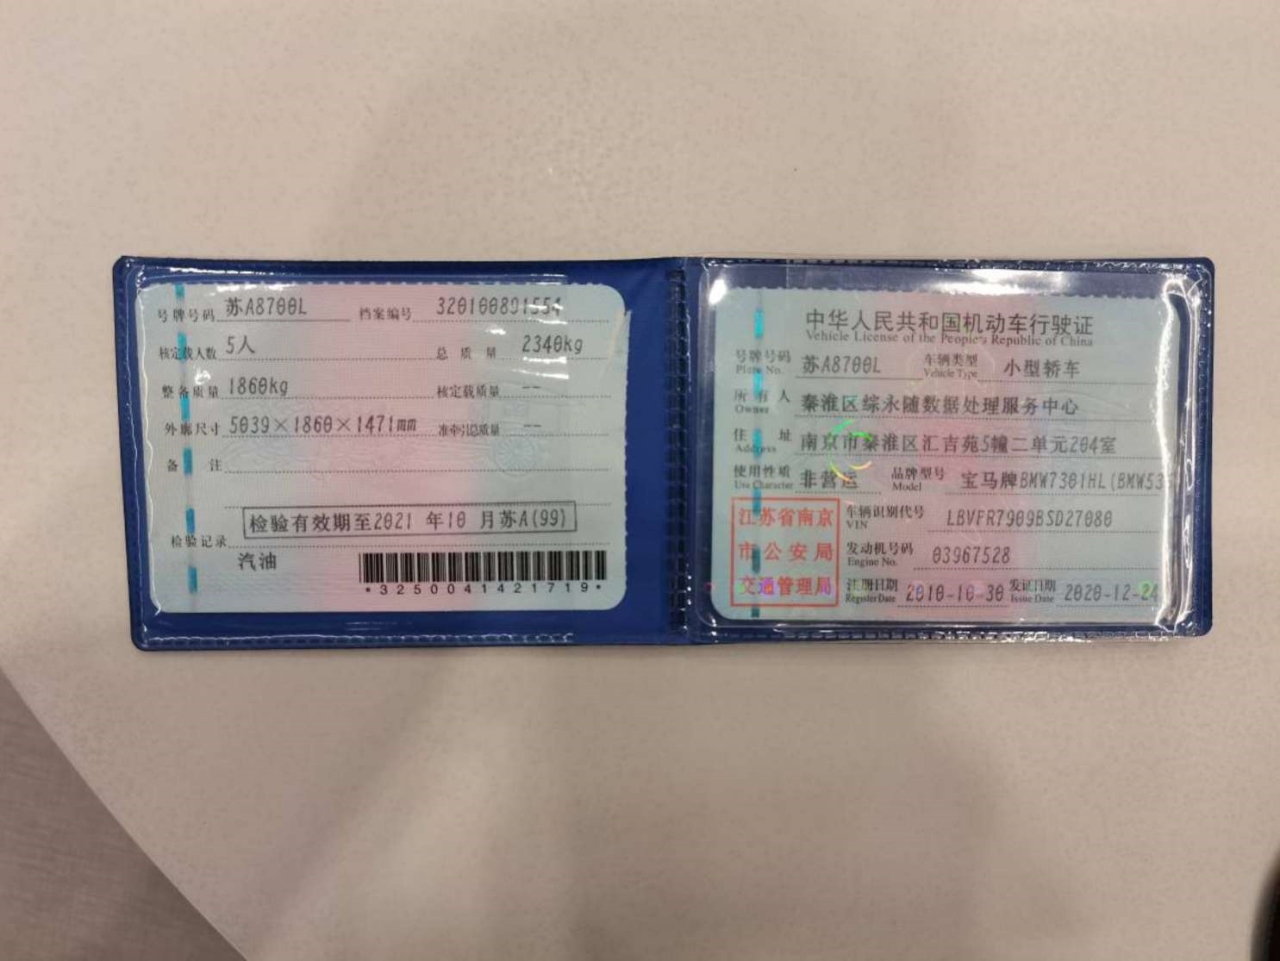 号牌号码 苏A8700L 档案编号 320100891554
核定载人数 5人 总质量 2340kg
整备质量 1860kg 核定载质量 --
外廓尺寸 5039×1860×1471mm 准牵引总质量 --
备注
检验有效期至2021 年10 月苏A(99)
检验记录
汽油
*3250041421719*
中华人民共和国机动车行驶证
Vehicle License of the People's Republic of China
号牌号码 苏A8700L 车辆类型 小型轿车
Plate No. Vehicle Type
所有人 秦淮区综永随数据处理服务中心
Owner
住址 南京市秦淮区汇吉苑5幢二单元204室
Address
使用性质 非营运 品牌型号 宝马牌BMW7301HL(BMW535
Use Character Model
江苏省南京
市公安局
交通管理局
车辆识别代号 LBVFR7909BSD27080
VIN
发动机号码 03967528
Engine No.
注册日期 2010-10-30 发证日期 2020-12-24
Register Date Issue Date